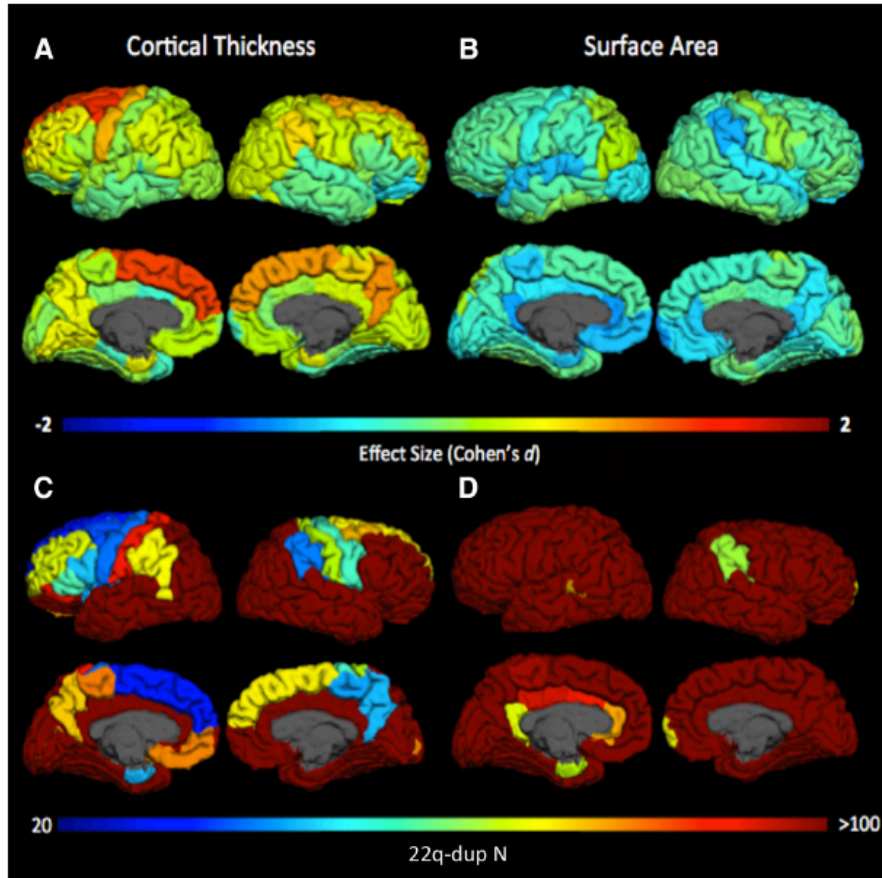 A Cortical Thickness B Surface Area
-2 2
Effect Size (Cohen's d)
C D
20 >100
22q-dup N